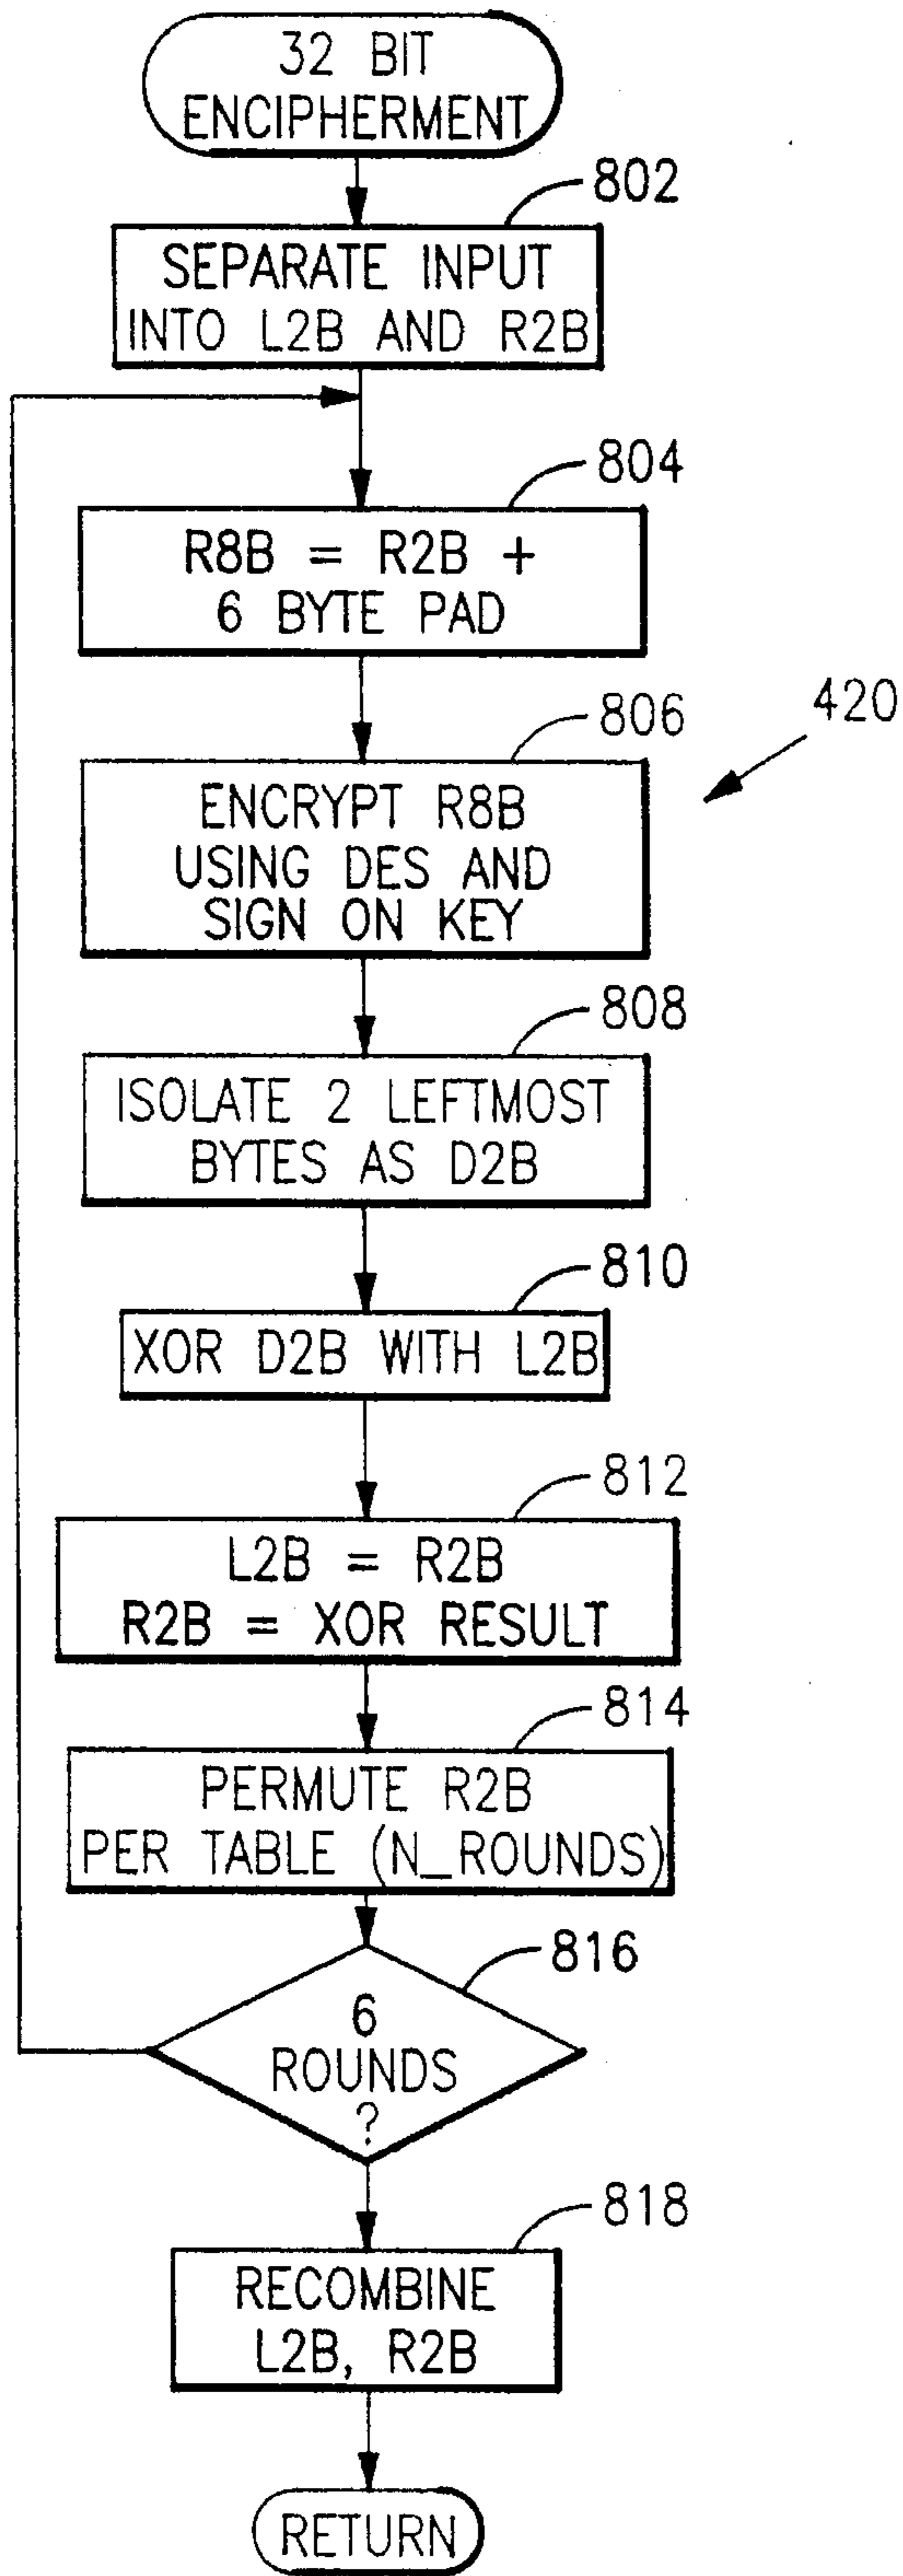 32 BIT
ENCIPHERMENT
802
SEPARATE INPUT
INTO L2B AND R2B
804
R8B = R2B +
6 BYTE PAD
806
420
ENCRYPT R8B
USING DES AND
SIGN ON KEY
808
ISOLATE 2 LEFTMOST
BYTES AS D2B
810
XOR D2B WITH L2B
812
L2B = R2B
R2B = XOR RESULT
814
PERMUTE R2B
PER TABLE (N_ROUNDS)
816
6
ROUNDS
?
818
RECOMBINE
L2B, R2B
RETURN